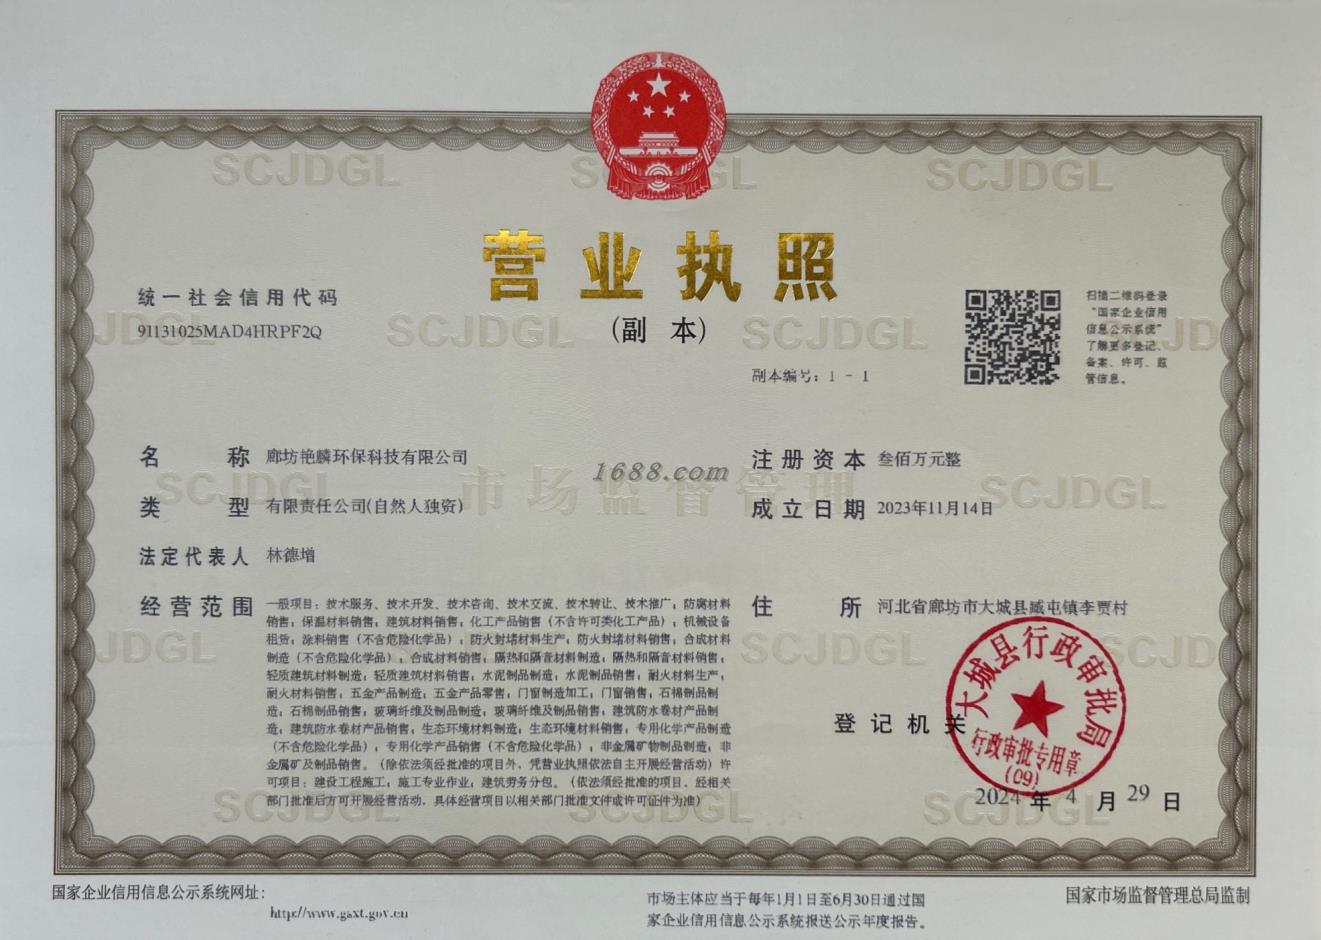 SCJDGL SCJDGL SCJDGL
营业执照
(副 本)
统一社会信用代码
91131025MAD4HRPF2Q
副本编号：1 - 1
扫描二维码登录
“国家企业信用
信息公示系统”
了解更多登记、
备案、许可、监
管信息。
SCJDGL SCJDGL SCJDGL SCJD
名 称 廊坊艳麟环保科技有限公司
注册资本 叁佰万元整
1688.com
SCJDGL 市场监督管理 SCJDGL
类 型 有限责任公司(自然人独资)
成立日期 2023年11月14日
法定代表人 林德增
经营范围 一般项目：技术服务、技术开发、技术咨询、技术交流、技术转让、技术推广；防腐材料
销售；保温材料销售；建筑材料销售；化工产品销售（不含许可类化工产品）；机械设备
租赁；涂料销售（不含危险化学品）；防火封堵材料生产；防火封堵材料销售；合成材料
制造（不含危险化学品）；合成材料销售；隔热和隔音材料制造；隔热和隔音材料销售；
轻质建筑材料制造；轻质建筑材料销售；水泥制品制造；水泥制品销售；耐火材料生产；
耐火材料销售；五金产品制造；五金产品零售；门窗制造加工；门窗销售；石棉制品制
造；石棉制品销售；玻璃纤维及制品制造；玻璃纤维及制品销售；建筑防水卷材产品制
造；建筑防水卷材产品销售；生态环境材料制造；生态环境材料销售；专用化学产品制造
（不含危险化学品）；专用化学产品销售（不含危险化学品）；非金属矿物制品制造；非
金属矿及制品销售。（除依法须经批准的项目外，凭营业执照依法自主开展经营活动）许
可项目：建设工程施工；施工专业作业；建筑劳务分包。（依法须经批准的项目，经相关
部门批准后方可开展经营活动，具体经营项目以相关部门批准文件或许可证件为准）
住 所 河北省廊坊市大城县臧屯镇李贾村
SCJDGL SCJDGL SCJD
登记机关
大城县行政审批局
行政审批专用章
(09)
2024 年 4 月 29 日
SCJDGL SCJDGL SCJDGL
国家企业信用信息公示系统网址：
http://www.gsxt.gov.cn
市场主体应当于每年1月1日至6月30日通过国
家企业信用信息公示系统报送公示年度报告。
国家市场监督管理总局监制